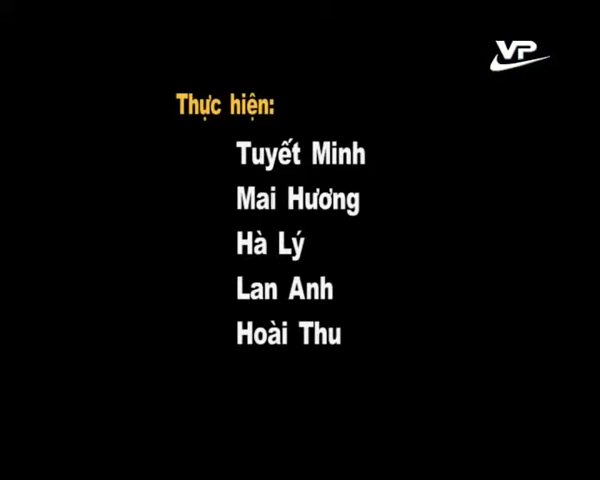 VP
Thực hiện:
Tuyết Minh
Mai Hương
Hà Lý
Lan Anh
Hoài Thu